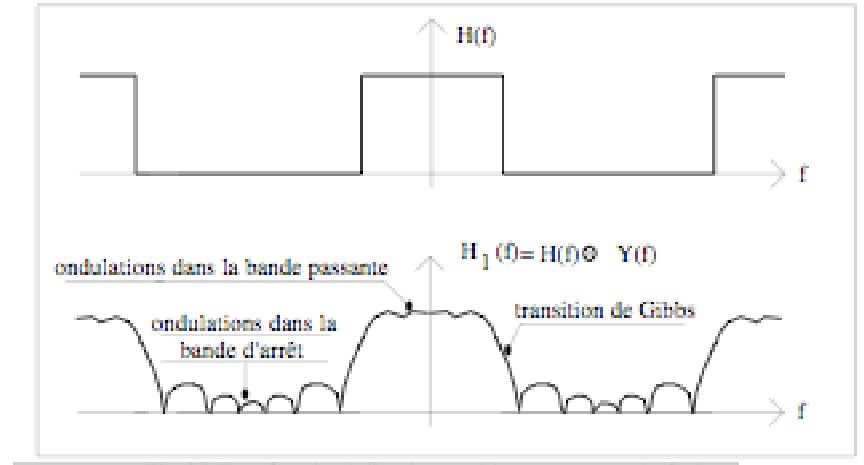 H(f)
f
H1(f)= H(f)⊙ Y(f)
ondulations dans la bande passante
transition de Gibbs
ondulations dans la
bande d'arrêt
f